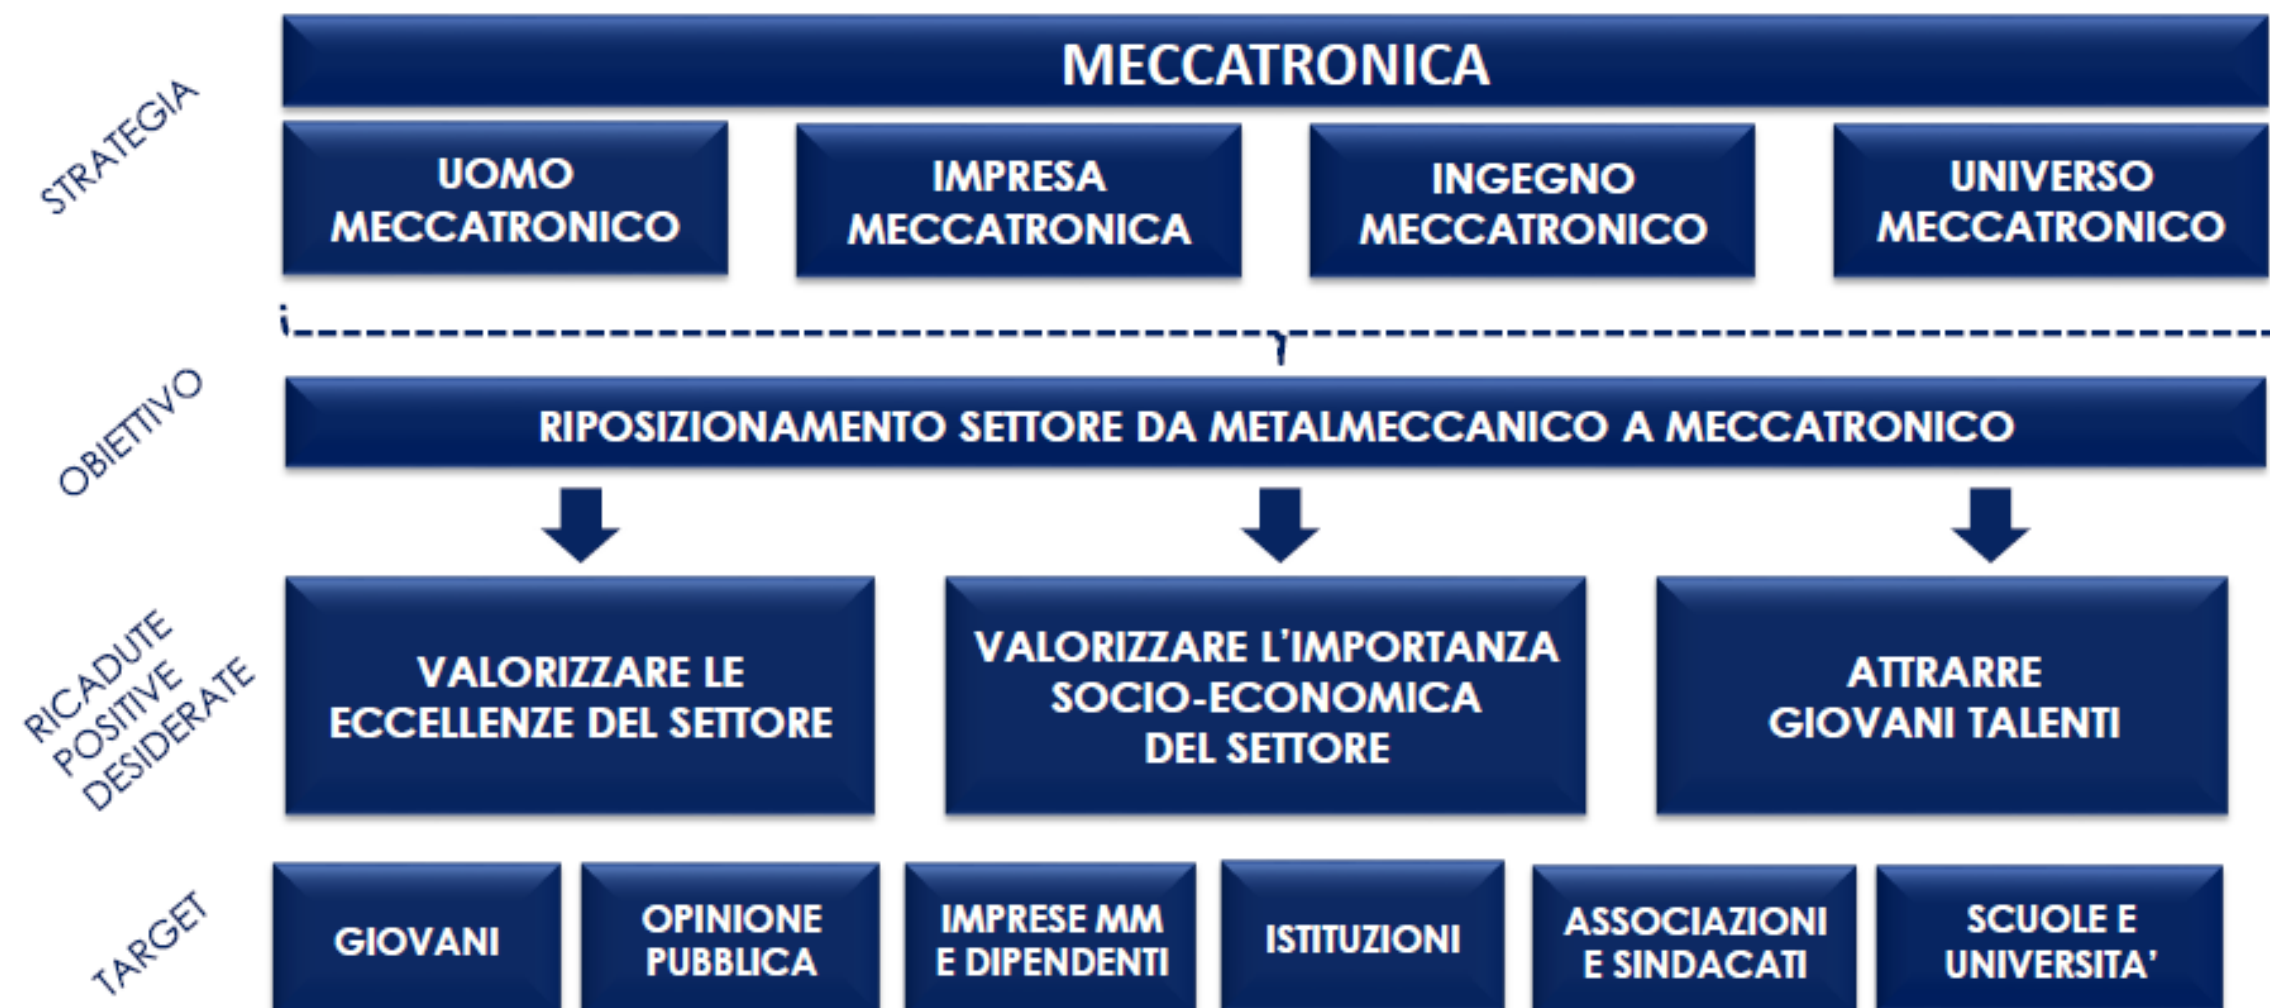 STRATEGIA
MECCATRONICA
UOMO
MECCATRONICO
IMPRESA
MECCATRONICA
INGEGNO
MECCATRONICO
UNIVERSO
MECCATRONICO
OBIETTIVO
RIPOSIZIONAMENTO SETTORE DA METALMECCANICO A MECCATRONICO
RICADUTE
POSITIVE
DESIDERATE
VALORIZZARE LE
ECCELLENZE DEL SETTORE
VALORIZZARE L'IMPORTANZA
SOCIO-ECONOMICA
DEL SETTORE
ATTRARRE
GIOVANI TALENTI
TARGET
GIOVANI
OPINIONE
PUBBLICA
IMPRESE MM
E DIPENDENTI
ISTITUZIONI
ASSOCIAZIONI
E SINDACATI
SCUOLE E
UNIVERSITA'